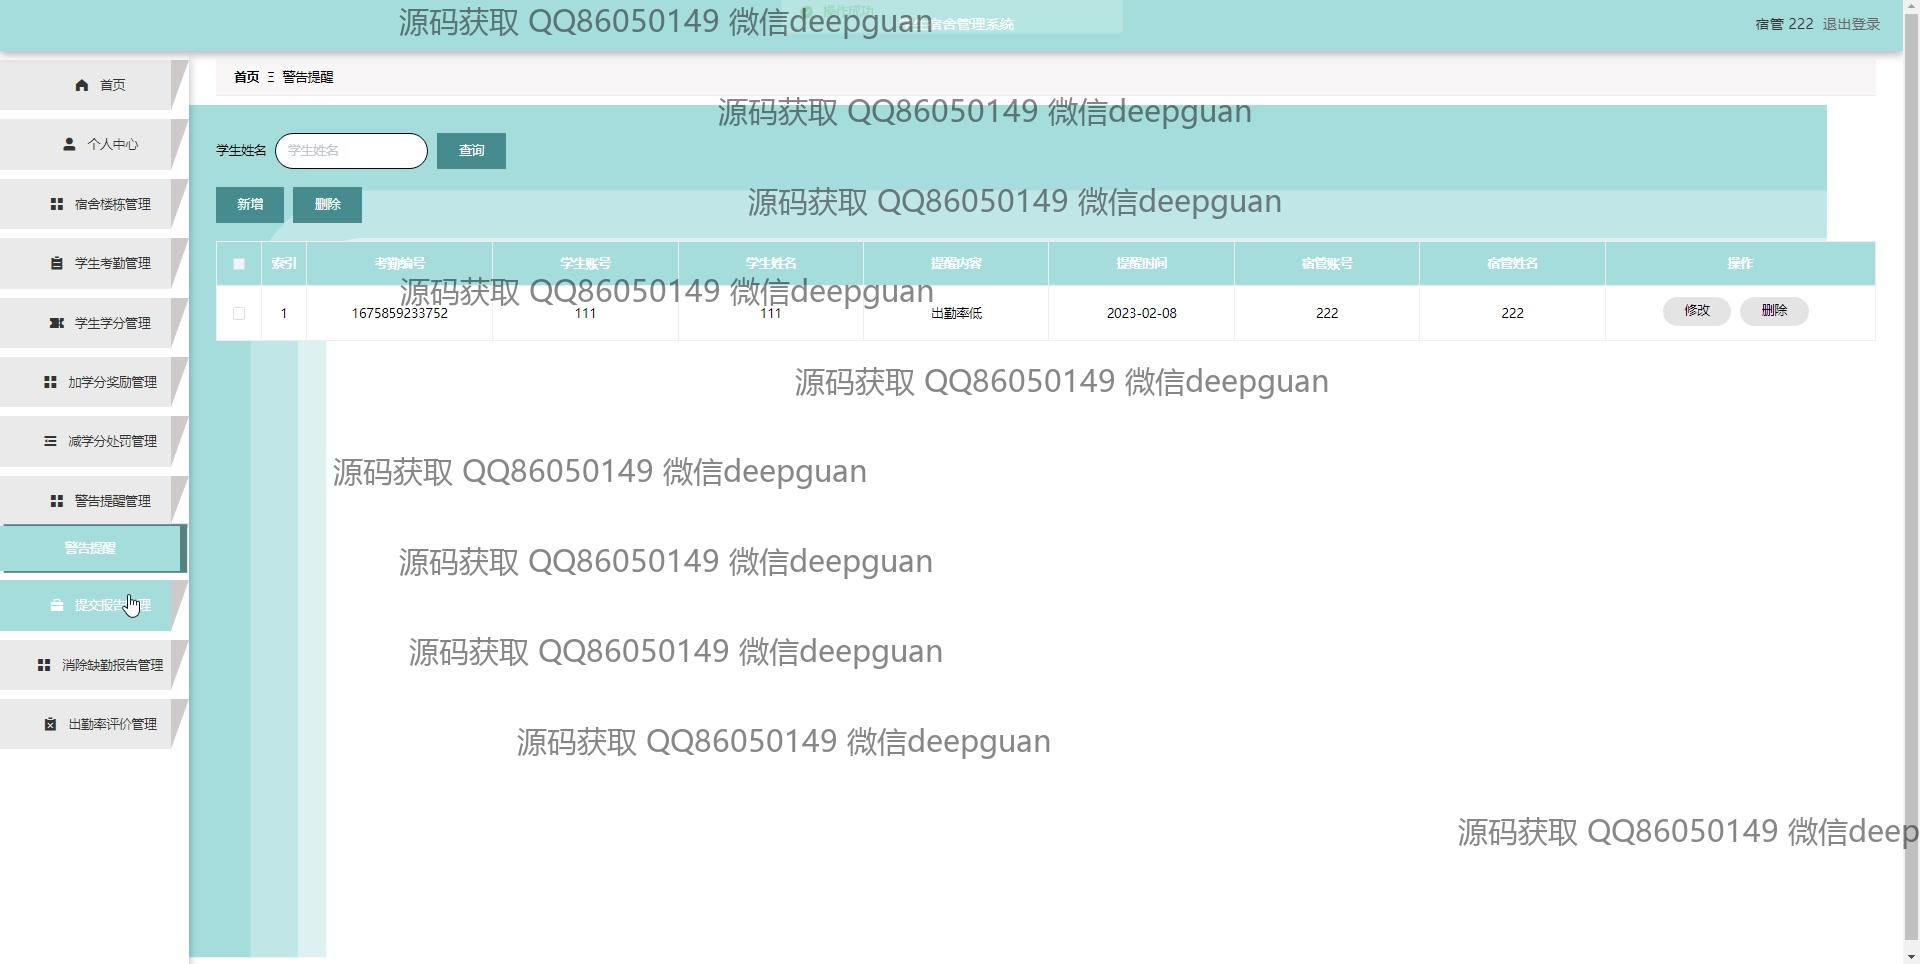 源码获取 QQ86050149 微信deepguan
操作成功
宿舍管理系统
宿管 222 退出登录
首页
个人中心
宿舍楼栋管理
学生考勤管理
学生学分管理
加学分奖励管理
减学分处罚管理
警告提醒管理
警告提醒
提交报告 理
消除缺勤报告管理
出勤率评价管理
首页 Ξ 警告提醒
源码获取 QQ86050149 微信deepguan
学生姓名 学生姓名 查询
源码获取 QQ86050149 微信deepguan
新增 删除
索引 考勤编号 学生账号 学生姓名 提醒内容 提醒时间 宿管账号 宿管姓名 操作
源码获取 QQ86050149 微信deepguan
1 1675859233752 111 111 出勤率低 2023-02-08 222 222 修改 删除
源码获取 QQ86050149 微信deepguan
源码获取 QQ86050149 微信deepguan
源码获取 QQ86050149 微信deepguan
源码获取 QQ86050149 微信deepguan
源码获取 QQ86050149 微信deepguan
源码获取 QQ86050149 微信deep